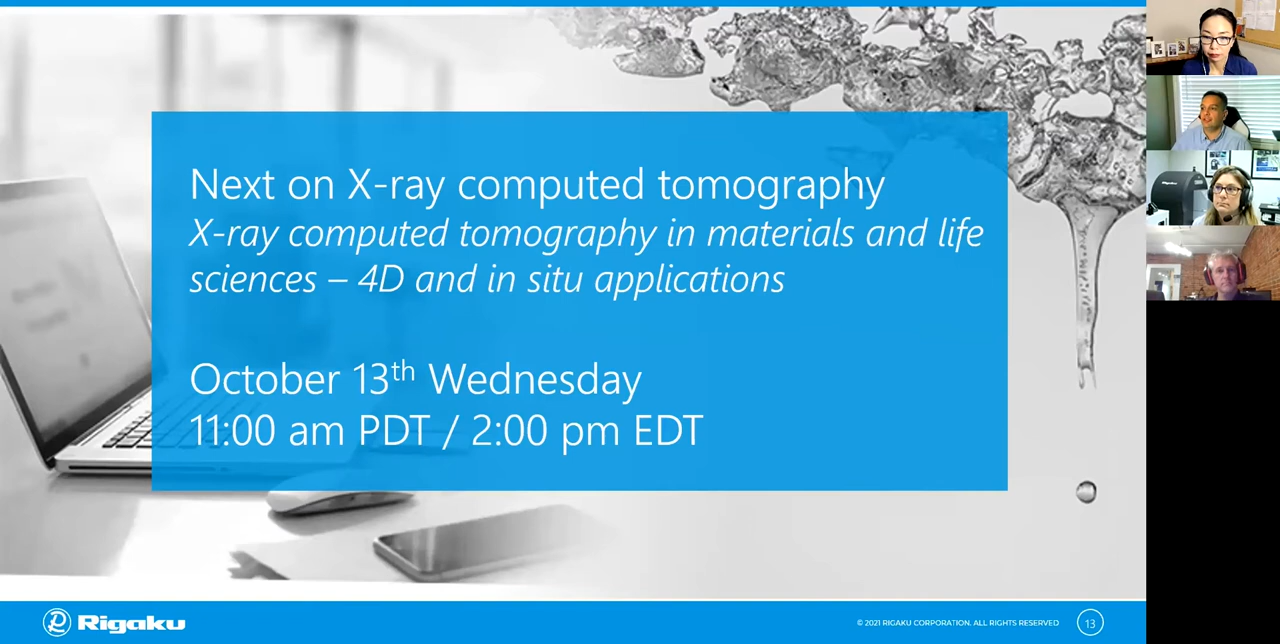 Next on X-ray computed tomography
X-ray computed tomography in materials and life
sciences – 4D and in situ applications
October 13th Wednesday
11:00 am PDT / 2:00 pm EDT
Rigaku
© 2021 RIGAKU CORPORATION. ALL RIGHTS RESERVED
13